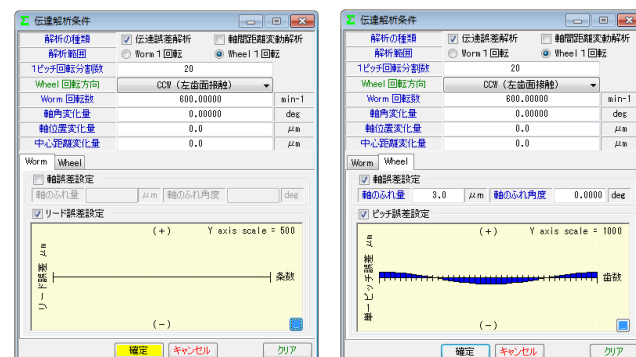 伝達解析条件
解析の種類 伝達誤差解析 軸間距離変動解析
解析範囲 Worm 1回転 Wheel 1回転
1ピッチ回転分割数 20
Wheel 回転方向 CCW (左歯面接触)
Worm 回転数 600.00000 min-1
軸角変化量 0.00000 deg
軸位置変化量 0.0 μm
中心距離変化量 0.0 μm
Worm Wheel
軸誤差設定
軸のふれ量 μm 軸のふれ角度 deg
リード誤差設定
(+) Y axis scale = 500
リード誤差 μm
条数
(-)
確定 キャンセル クリア
伝達解析条件
解析の種類 伝達誤差解析 軸間距離変動解析
解析範囲 Worm 1回転 Wheel 1回転
1ピッチ回転分割数 20
Wheel 回転方向 CCW (左歯面接触)
Worm 回転数 600.00000 min-1
軸角変化量 0.00000 deg
軸位置変化量 0.0 μm
中心距離変化量 0.0 μm
Worm Wheel
軸誤差設定
軸のふれ量 3.0 μm 軸のふれ角度 0.0000 deg
ピッチ誤差設定
(+) Y axis scale = 1000
単一ピッチ誤差 μm
歯数
(-)
確定 キャンセル クリア